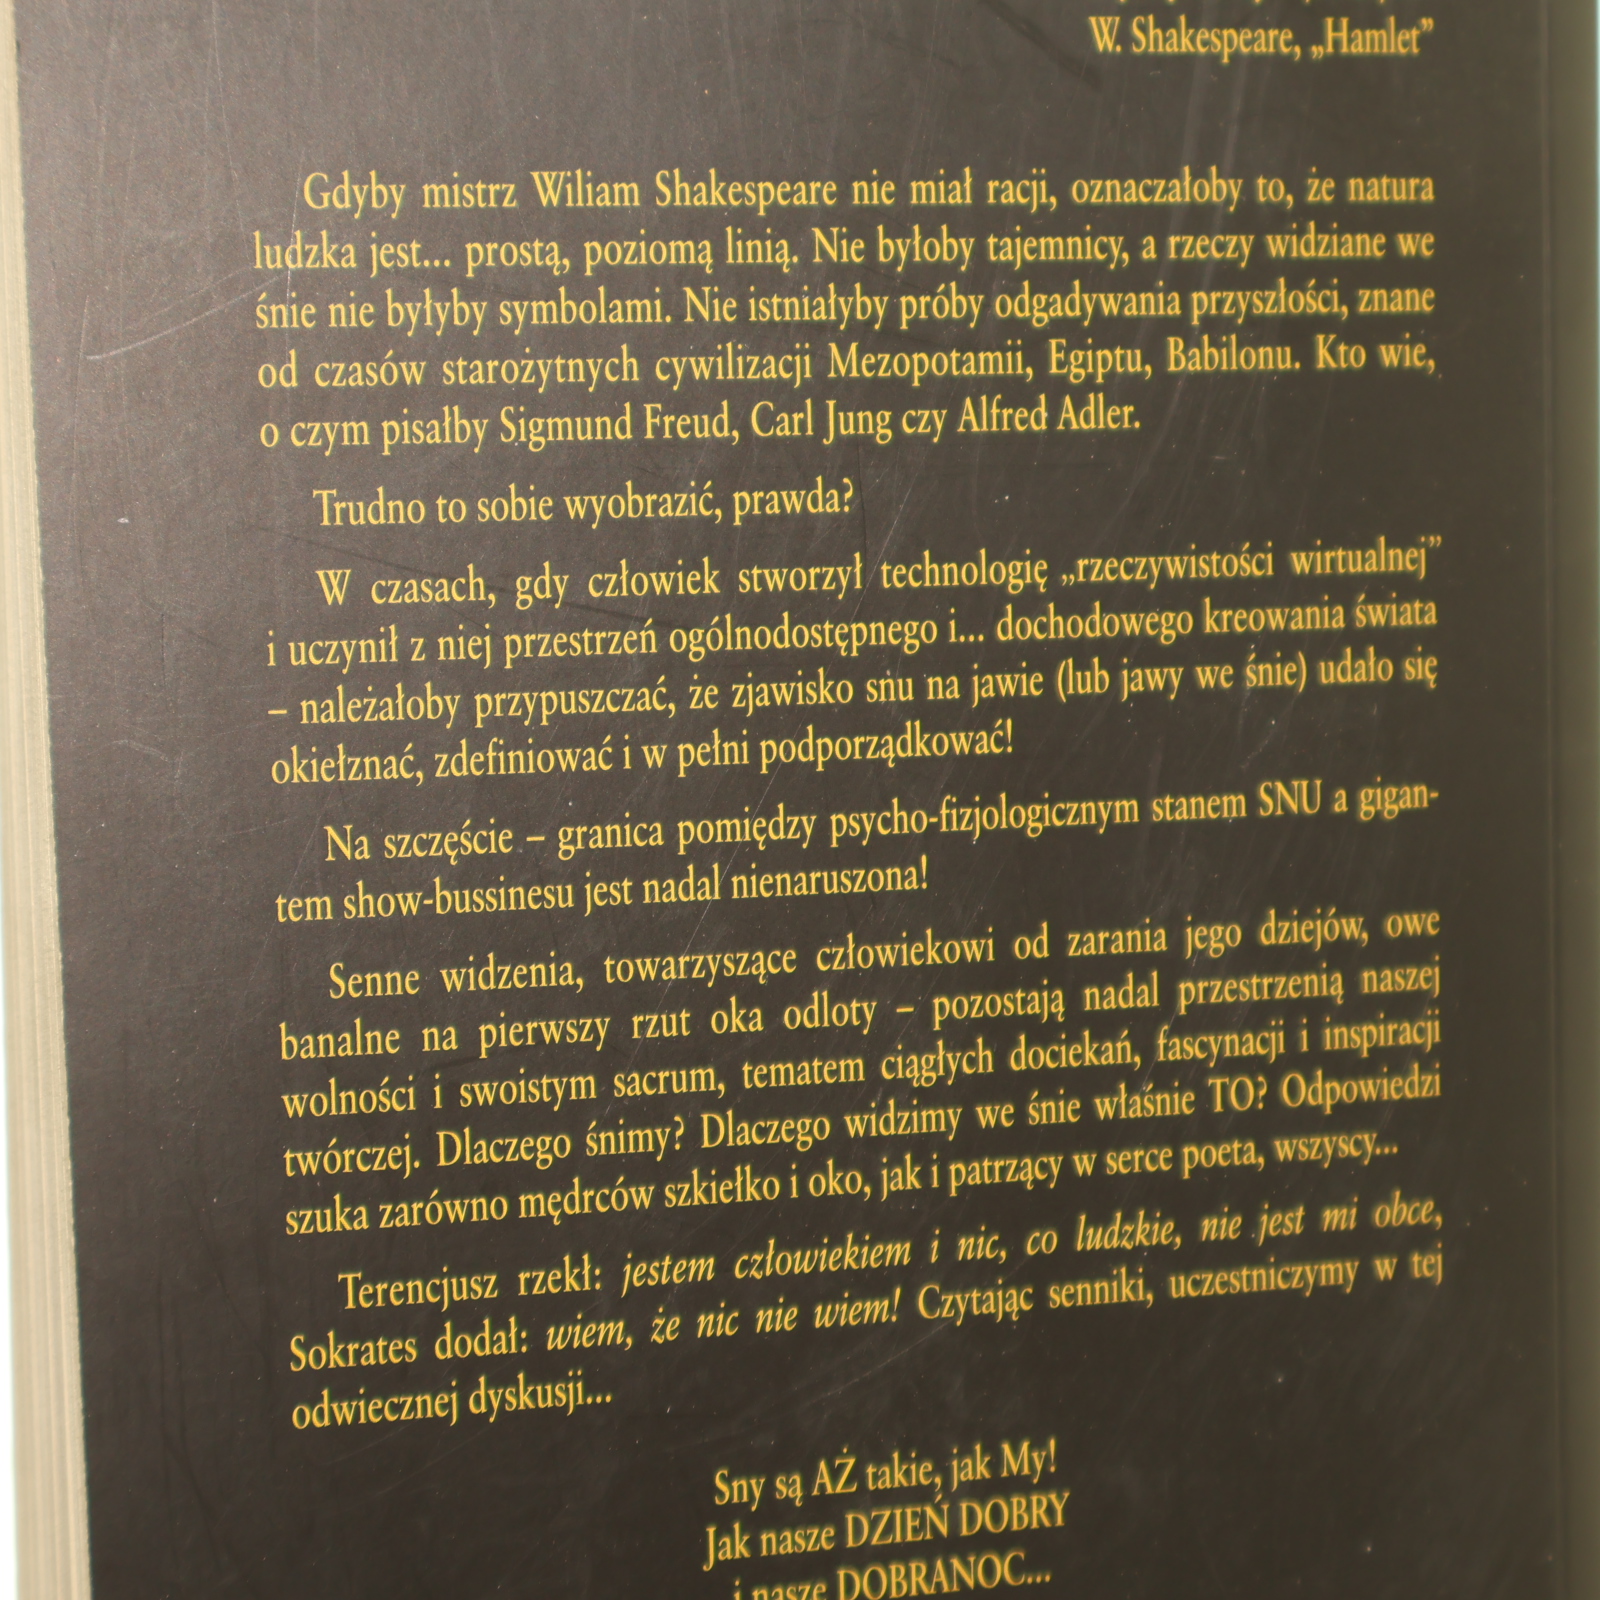 W. Shakespeare, „Hamlet”
Gdyby mistrz Wiliam Shakespeare nie miał racji, oznaczałoby to, że natura
ludzka jest... prostą, poziomą linią. Nie byłoby tajemnicy, a rzeczy widziane we
śnie nie byłyby symbolami. Nie istniałyby próby odgadywania przyszłości, znane
od czasów starożytnych cywilizacji Mezopotamii, Egiptu, Babilonu. Kto wie,
o czym pisałby Sigmund Freud, Carl Jung czy Alfred Adler.
Trudno to sobie wyobrazić, prawda?
W czasach, gdy człowiek stworzył technologię „rzeczywistości wirtualnej”
i uczynił z niej przestrzeń ogólnodostępnego i... dochodowego kreowania świata
– należałoby przypuszczać, że zjawisko snu na jawie (lub jawy we śnie) udało się
okiełznać, zdefiniować i w pełni podporządkować!
Na szczęście – granica pomiędzy psycho-fizjologicznym stanem SNU a gigan-
tem show-bussinesu jest nadal nienaruszona!
Senne widzenia, towarzyszące człowiekowi od zarania jego dziejów, owe
banalne na pierwszy rzut oka odloty – pozostają nadal przestrzenią naszej
wolności i swoistym sacrum, tematem ciągłych dociekań, fascynacji i inspiracji
twórczej. Dlaczego śnimy? Dlaczego widzimy we śnie właśnie TO? Odpowiedzi
szuka zarówno mędrców szkiełko i oko, jak i patrzący w serce poeta, wszyscy...
Terencjusz rzekł: jestem człowiekiem i nic, co ludzkie, nie jest mi obce,
Sokrates dodał: wiem, że nic nie wiem! Czytając senniki, uczestniczymy w tej
odwiecznej dyskusji...
Sny są AŻ takie, jak My!
Jak nasze DZIEŃ DOBRY
i nasze DOBRANOC...